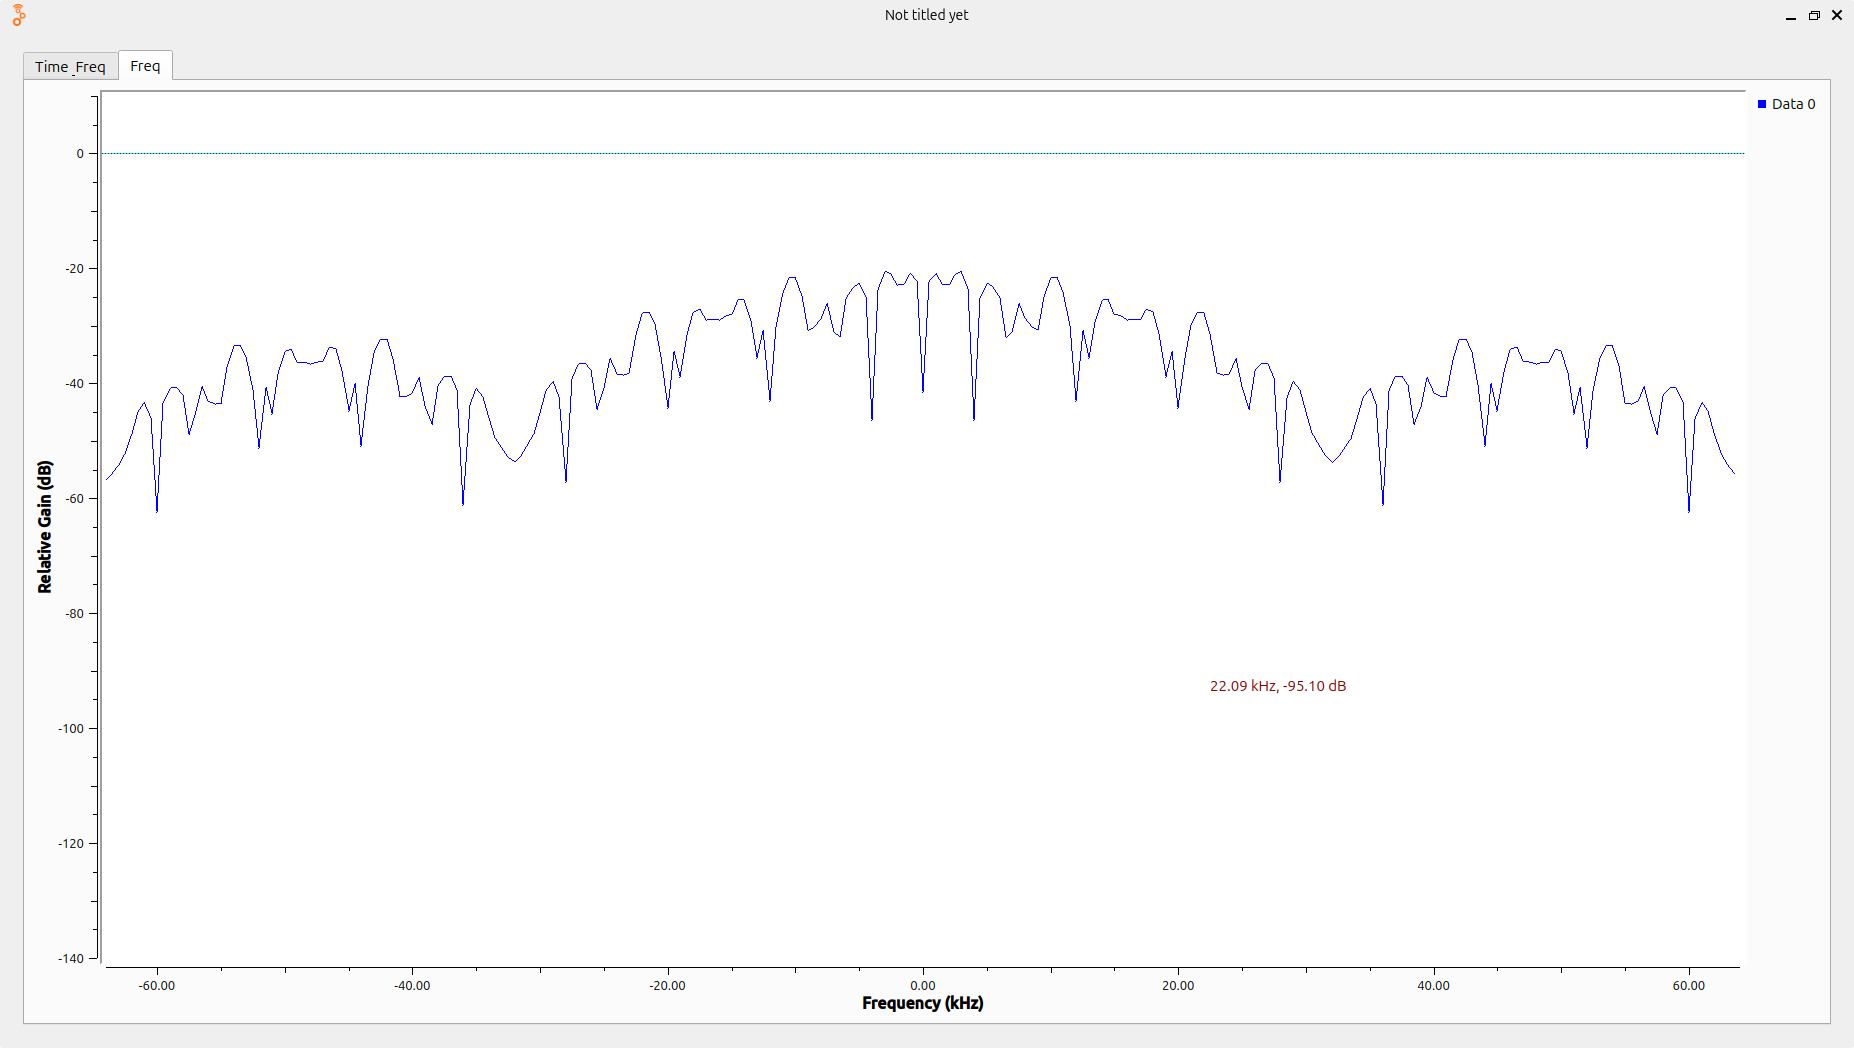 Not titled yet
Time_Freq
Freq
Data 0
0
-20
-40
-60
-80
-100
-120
-140
Relative Gain (dB)
22.09 kHz, -95.10 dB
-60.00
-40.00
-20.00
0.00
20.00
40.00
60.00
Frequency (kHz)